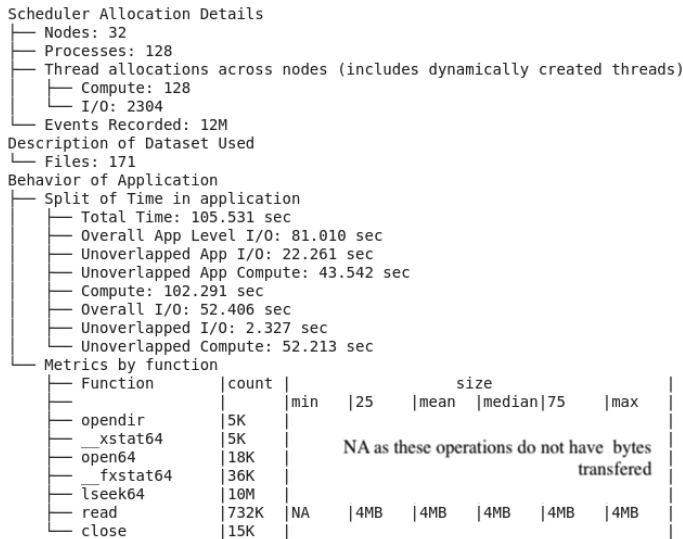 Scheduler Allocation Details
├── Nodes: 32
├── Processes: 128
├── Thread allocations across nodes (includes dynamically created threads)
│   ├── Compute: 128
│   └── I/O: 2304
└── Events Recorded: 12M
Description of Dataset Used
└── Files: 171
Behavior of Application
├── Split of Time in application
│   ├── Total Time: 105.531 sec
│   ├── Overall App Level I/O: 81.010 sec
│   ├── Unoverlapped App I/O: 22.261 sec
│   ├── Unoverlapped App Compute: 43.542 sec
│   ├── Compute: 102.291 sec
│   ├── Overall I/O: 52.406 sec
│   ├── Unoverlapped I/O: 2.327 sec
│   └── Unoverlapped Compute: 52.213 sec
└── Metrics by function
    ├── Function       |count |                   size                    |
    ├──                |      |min   |25    |mean  |median|75    |max   |
    ├── opendir        |5K    |                                           |
    ├── __xstat64      |5K    |      NA as these operations do not have bytes |
    ├── open64         |18K   |      transfered |
    ├── __fxstat64     |36K   |                                           |
    ├── lseek64        |10M   |                                           |
    ├── read           |732K  |NA    |4MB   |4MB   |4MB   |4MB   |4MB   |
    └── close          |15K   |                                           |